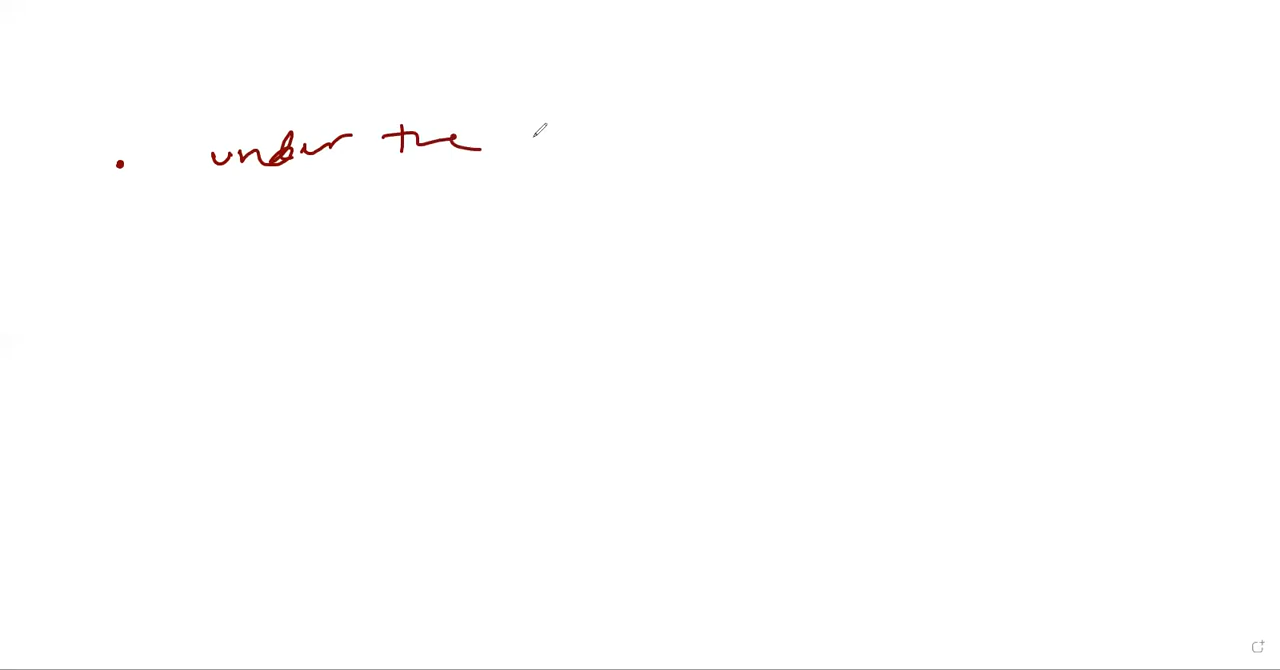 • under the